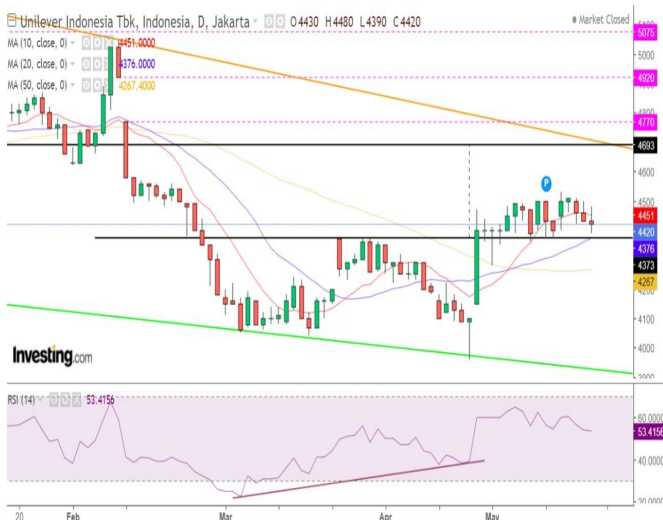 Unilever Indonesia Tbk, Indonesia, D, Jakarta O4430 H4480 L4390 C4420
Market Closed
MA (10, close, 0) 4451.0000
MA (20, close, 0) 4376.0000
MA (50, close, 0) 4267.4000
5075
5000
4920
4770
4693
4600
4500
4451
4420
4376
4373
4267
4100
4000
P
Investing.com
RSI (14) 53.4156
60.0000
53.4156
20.0000
20 Feb Mar Apr May